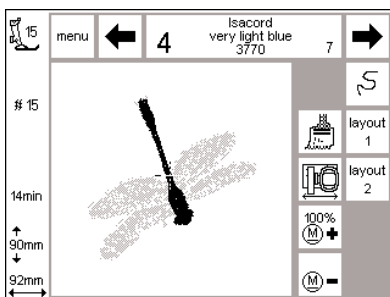 15
menu
4
Isacord
very light blue
3770
7
# 15
layout
1
layout
2
14min
90mm
92mm
100%
M +
M -